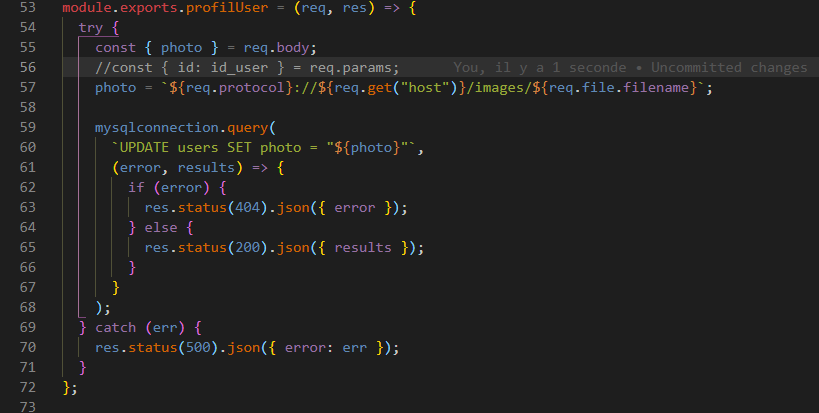 53 module.exports.profilUser = (req, res) => {
54 try {
55 const { photo } = req.body;
56 //const { id: id_user } = req.params; You, il y a 1 seconde • Uncommitted changes
57 photo = `${req.protocol}://${req.get("host")}/images/${req.file.filename}`;
58
59 mysqlconnection.query(
60 `UPDATE users SET photo = "${photo}"`,
61 (error, results) => {
62 if (error) {
63 res.status(404).json({ error });
64 } else {
65 res.status(200).json({ results });
66 }
67 }
68 );
69 } catch (err) {
70 res.status(500).json({ error: err });
71 }
72 };
73